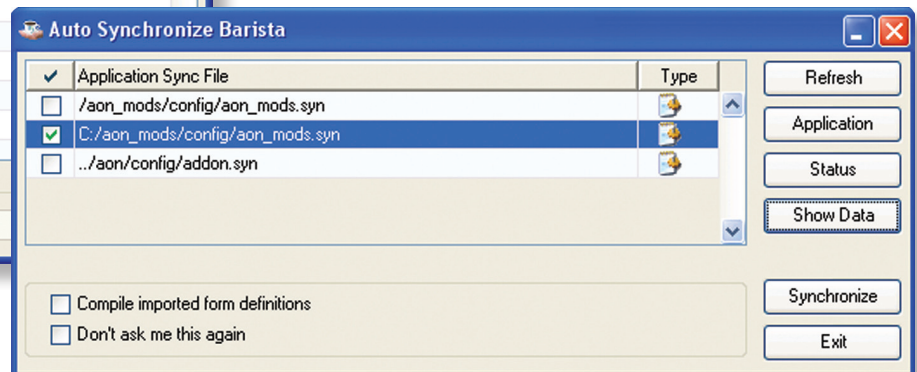 Auto Synchronize Barista
Application Sync File Type
/aon_mods/config/aon_mods.syn
C:/aon_mods/config/aon_mods.syn
../aon/config/addon.syn
Refresh
Application
Status
Show Data
Compile imported form definitions
Don't ask me this again
Synchronize
Exit